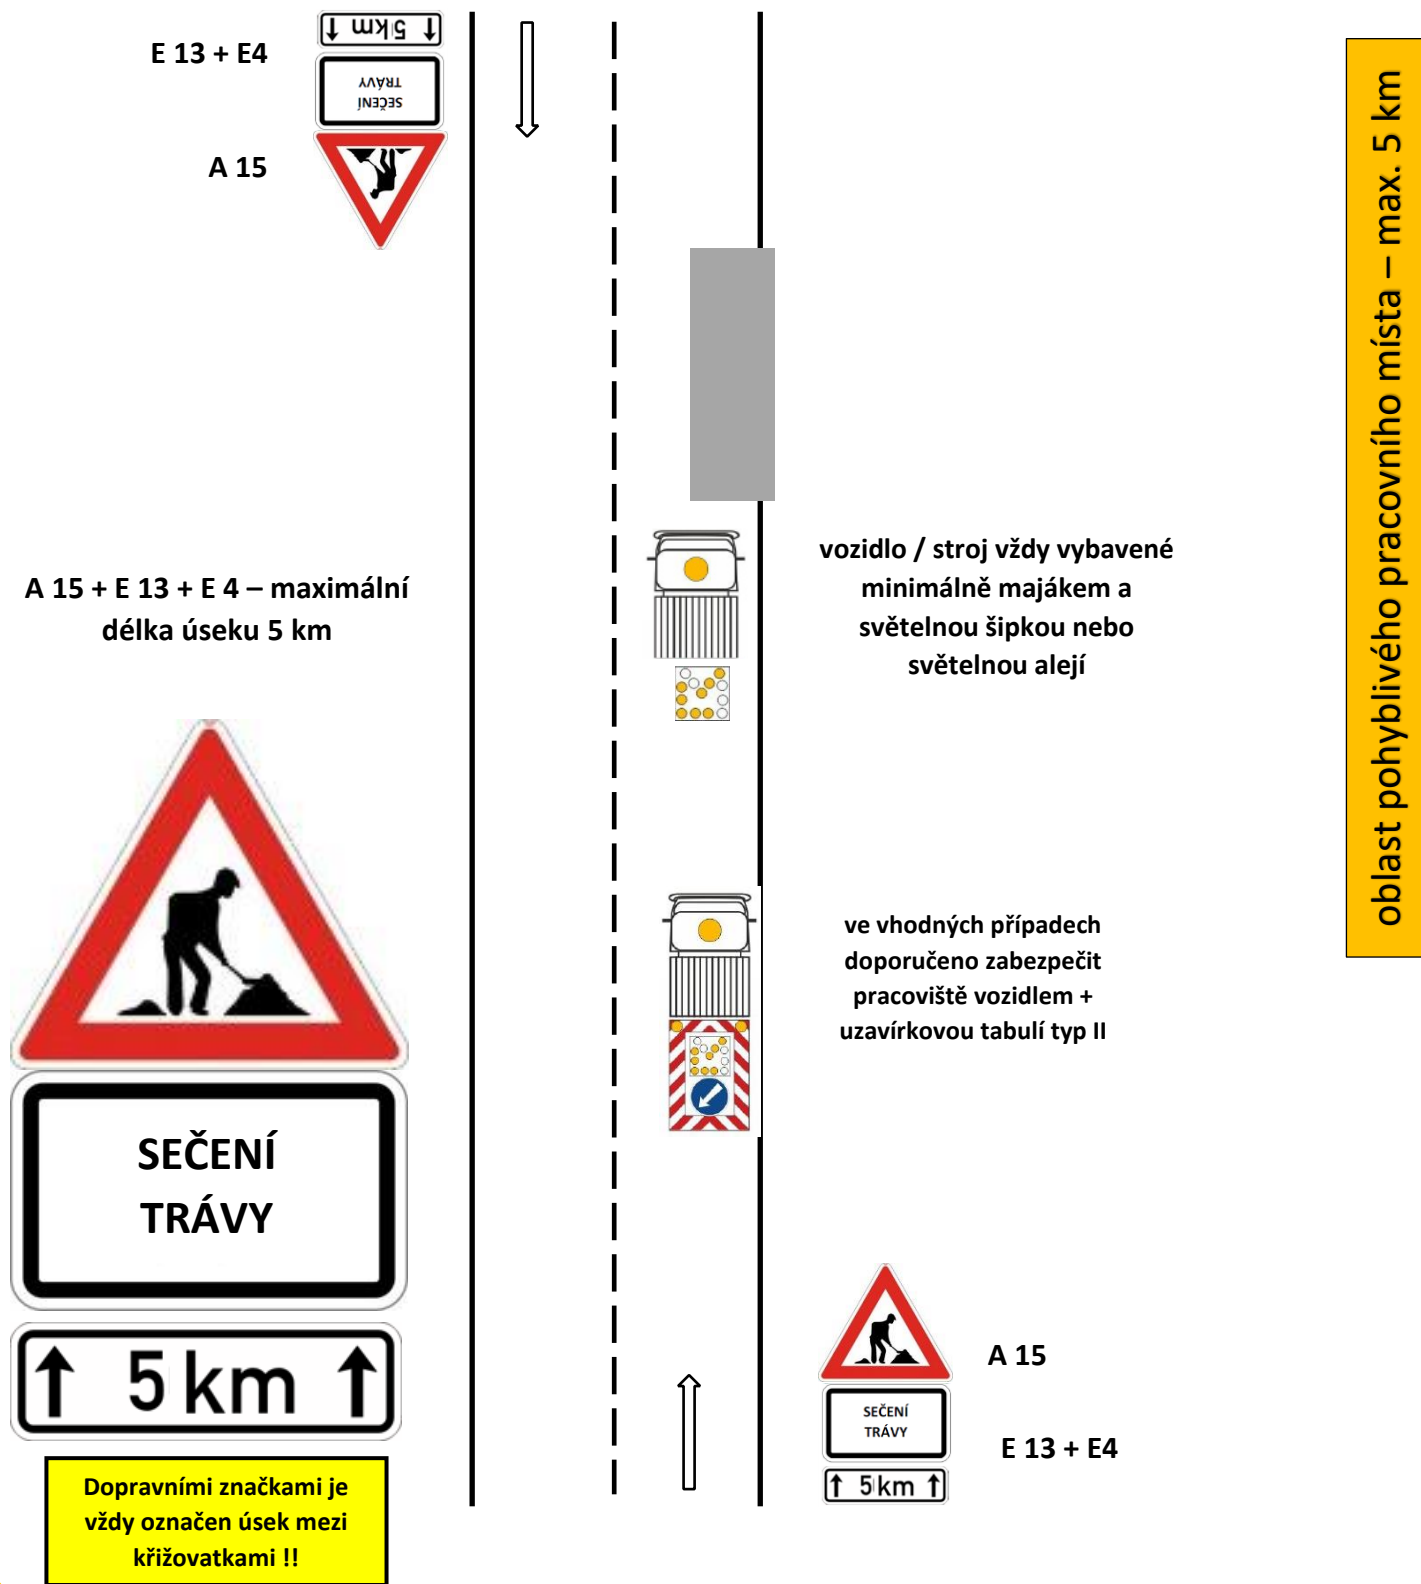 E 13 + E4
5 km
SEČENÍ
TRÁVY
A 15
oblast pohyblivého pracovního místa – max. 5 km
vozidlo / stroj vždy vybavené
minimálně majákem a
světelnou šipkou nebo
světelnou alejí
A 15 + E 13 + E 4 – maximální
délka úseku 5 km
SEČENÍ
TRÁVY
5 km
ve vhodných případech
doporučeno zabezpečit
pracoviště vozidlem +
uzavírkovou tabulí typ II
A 15
SEČENÍ
TRÁVY
E 13 + E4
5 km
Dopravními značkami je
vždy označen úsek mezi
křižovatkami !!